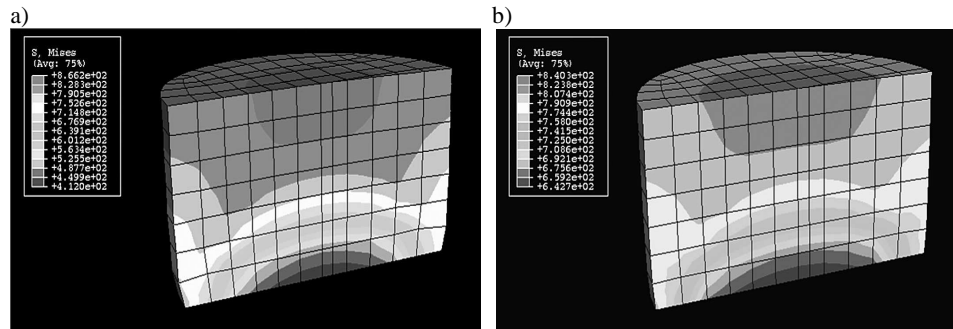 a)
S, Mises
(Avg: 75%)
+8.662e+02
+8.283e+02
+7.905e+02
+7.526e+02
+7.148e+02
+6.769e+02
+6.391e+02
+6.012e+02
+5.634e+02
+5.255e+02
+4.877e+02
+4.499e+02
+4.120e+02
b)
S, Mises
(Avg: 75%)
+8.403e+02
+8.238e+02
+8.074e+02
+7.909e+02
+7.744e+02
+7.580e+02
+7.415e+02
+7.250e+02
+7.086e+02
+6.921e+02
+6.756e+02
+6.592e+02
+6.427e+02